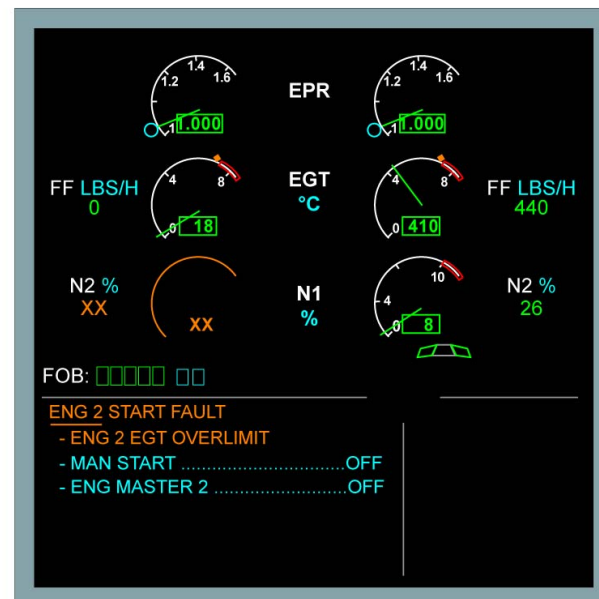 1.4 1.4
1.2 1.6 EPR 1.2 1.6
1 1.000 1 1.000
FF LBS/H 4 8 EGT 4 8 FF LBS/H
0 °C 440
0 18 0 410
N2 % N1 10 N2 %
XX XX % 4 26
0 8
FOB:
ENG 2 START FAULT
- ENG 2 EGT OVERLIMIT
- MAN START ................................OFF
- ENG MASTER 2 ..........................OFF